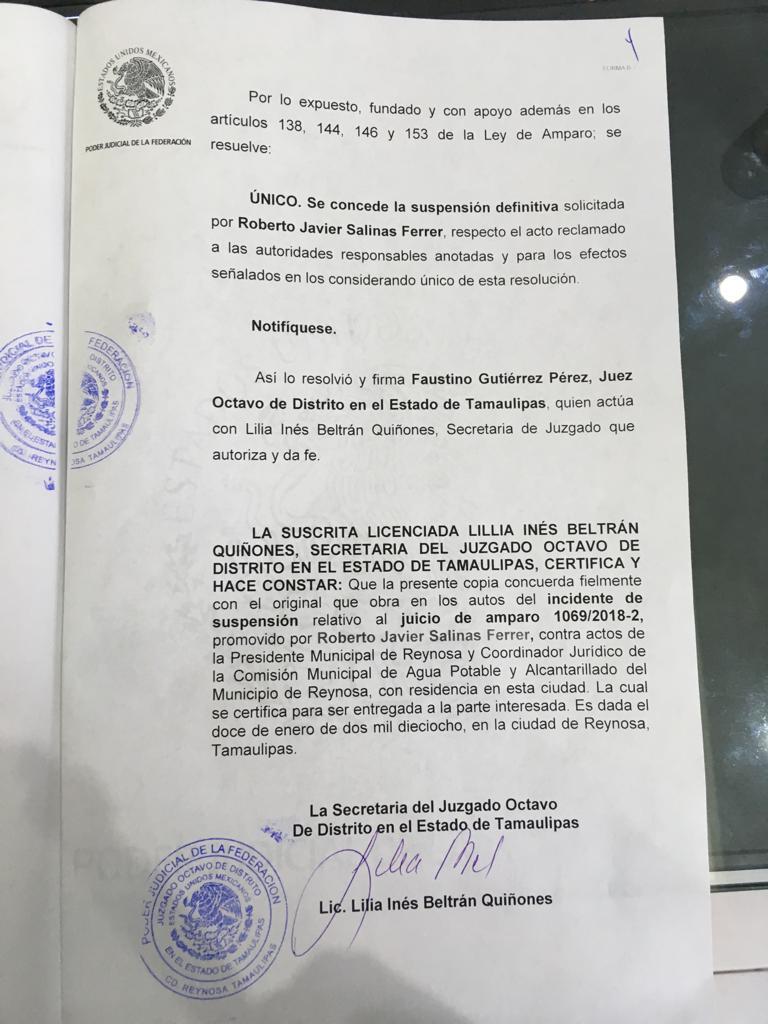 4
FORMA B-
ESTADOS UNIDOS MEXICANOS
PODER JUDICIAL DE LA FEDERACIÓN
Por lo expuesto, fundado y con apoyo además en los
artículos 138, 144, 146 y 153 de la Ley de Amparo; se
resuelve:
ÚNICO. Se concede la suspensión definitiva solicitada
por Roberto Javier Salinas Ferrer, respecto el acto reclamado
a las autoridades responsables anotadas y para los efectos
señalados en los considerando único de esta resolución.
Notifíquese.
Así lo resolvió y firma Faustino Gutiérrez Pérez, Juez
Octavo de Distrito en el Estado de Tamaulipas, quien actúa
con Lilia Inés Beltrán Quiñones, Secretaria de Juzgado que
autoriza y da fe.
LA SUSCRITA LICENCIADA LILLIA INÉS BELTRÁN
QUIÑONES, SECRETARIA DEL JUZGADO OCTAVO DE
DISTRITO EN EL ESTADO DE TAMAULIPAS, CERTIFICA Y
HACE CONSTAR: Que la presente copia concuerda fielmente
con el original que obra en los autos del incidente de
suspensión relativo al juicio de amparo 1069/2018-2,
promovido por Roberto Javier Salinas Ferrer, contra actos de
la Presidente Municipal de Reynosa y Coordinador Jurídico de
la Comisión Municipal de Agua Potable y Alcantarillado del
Municipio de Reynosa, con residencia en esta ciudad. La cual
se certifica para ser entregada a la parte interesada. Es dada el
doce de enero de dos mil dieciocho, en la ciudad de Reynosa,
Tamaulipas.
La Secretaria del Juzgado Octavo
De Distrito en el Estado de Tamaulipas
Lic. Lilia Inés Beltrán Quiñones
PODER JUDICIAL DE LA FEDERACION
JUZGADO OCTAVO DE DISTRITO
ESTADOS UNIDOS MEXICANOS
EN EL ESTADO DE TAMAULIPAS
CD. REYNOSA TAMAULIPAS